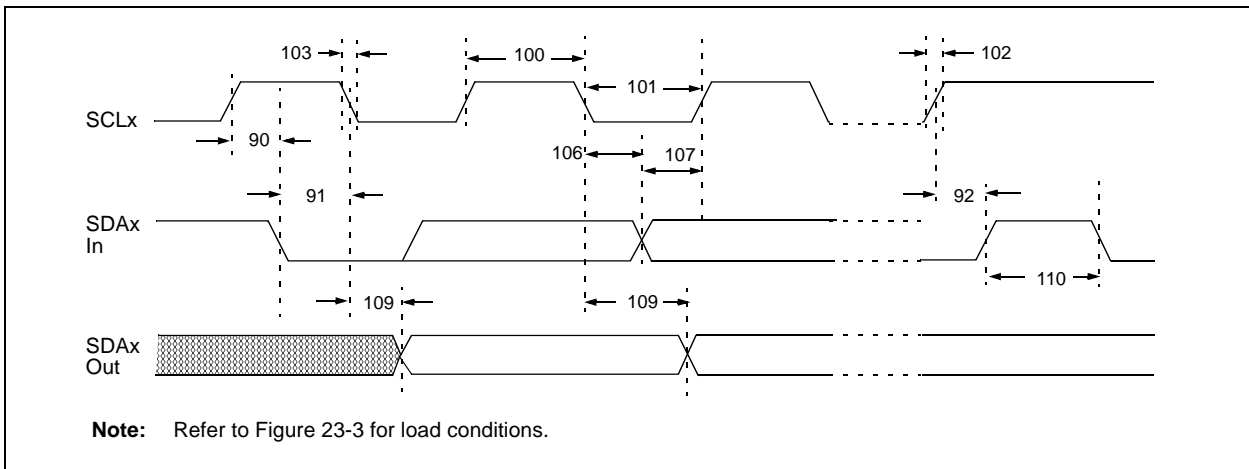 103
100
102
101
SCLx
90
106
107
91
92
SDAx
In
110
109
109
SDAx
Out
Note: Refer to Figure 23-3 for load conditions.